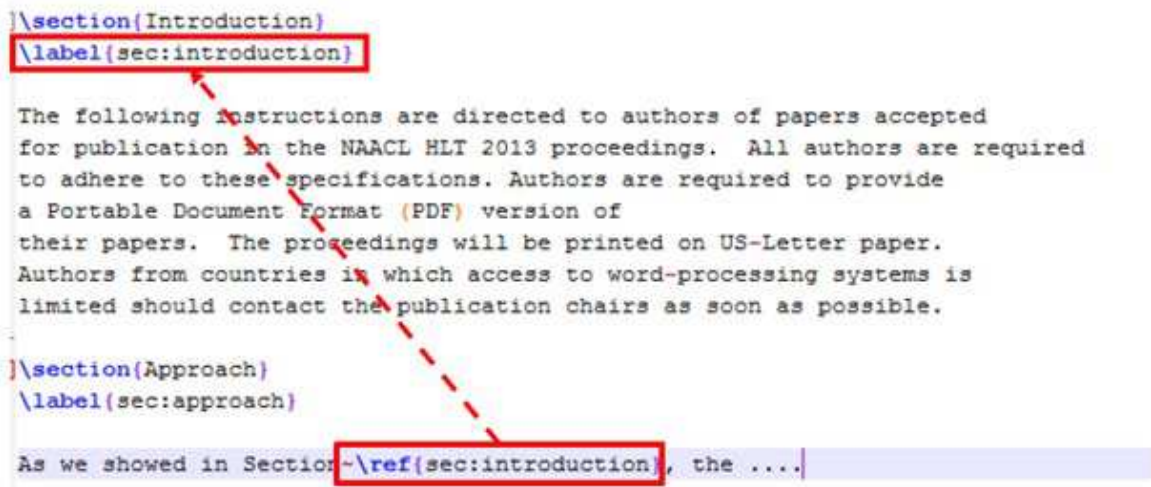 \section{Introduction}
\label{sec:introduction}
The following instructions are directed to authors of papers accepted
for publication in the NAACL HLT 2013 proceedings.  All authors are required
to adhere to these specifications. Authors are required to provide
a Portable Document Format (PDF) version of
their papers.  The proceedings will be printed on US-Letter paper.
Authors from countries in which access to word-processing systems is
limited should contact the publication chairs as soon as possible.
\section{Approach}
\label{sec:approach}
As we showed in Section~\ref{sec:introduction}, the ....